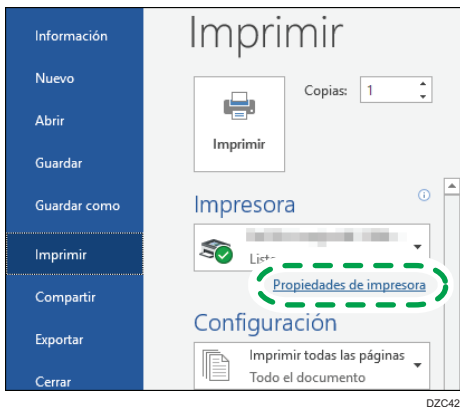 Información
Nuevo
Abrir
Guardar
Guardar como
Imprimir
Compartir
Exportar
Cerrar
Imprimir
Copias: 1
Imprimir
Impresora
Propiedades de impresora
Configuración
Imprimir todas las páginas
Todo el documento
DZC42